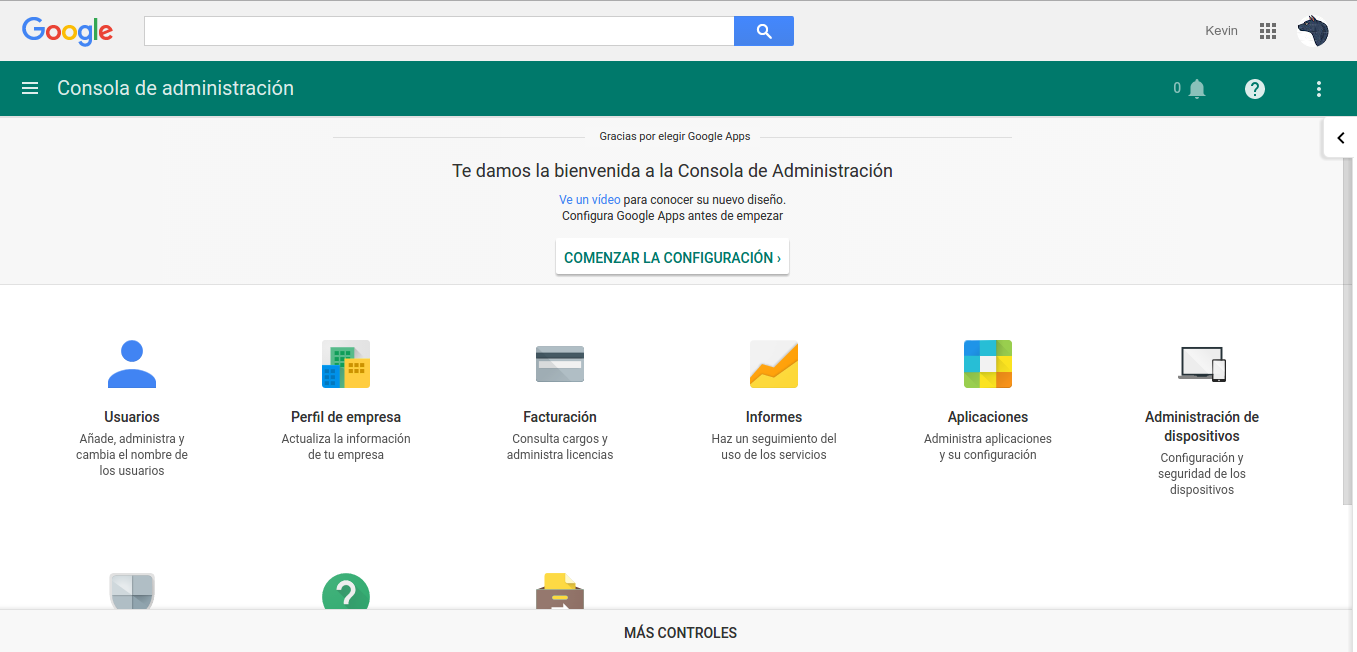 Google
Kevin
Consola de administración
0
Gracias por elegir Google Apps
Te damos la bienvenida a la Consola de Administración
Ve un vídeo para conocer su nuevo diseño.
Configura Google Apps antes de empezar
COMENZAR LA CONFIGURACIÓN ›
Usuarios
Añade, administra y
cambia el nombre de
los usuarios
Perfil de empresa
Actualiza la información
de tu empresa
Facturación
Consulta cargos y
administra licencias
Informes
Haz un seguimiento del
uso de los servicios
Aplicaciones
Administra aplicaciones
y su configuración
Administración de
dispositivos
Configuración y
seguridad de los
dispositivos
MÁS CONTROLES